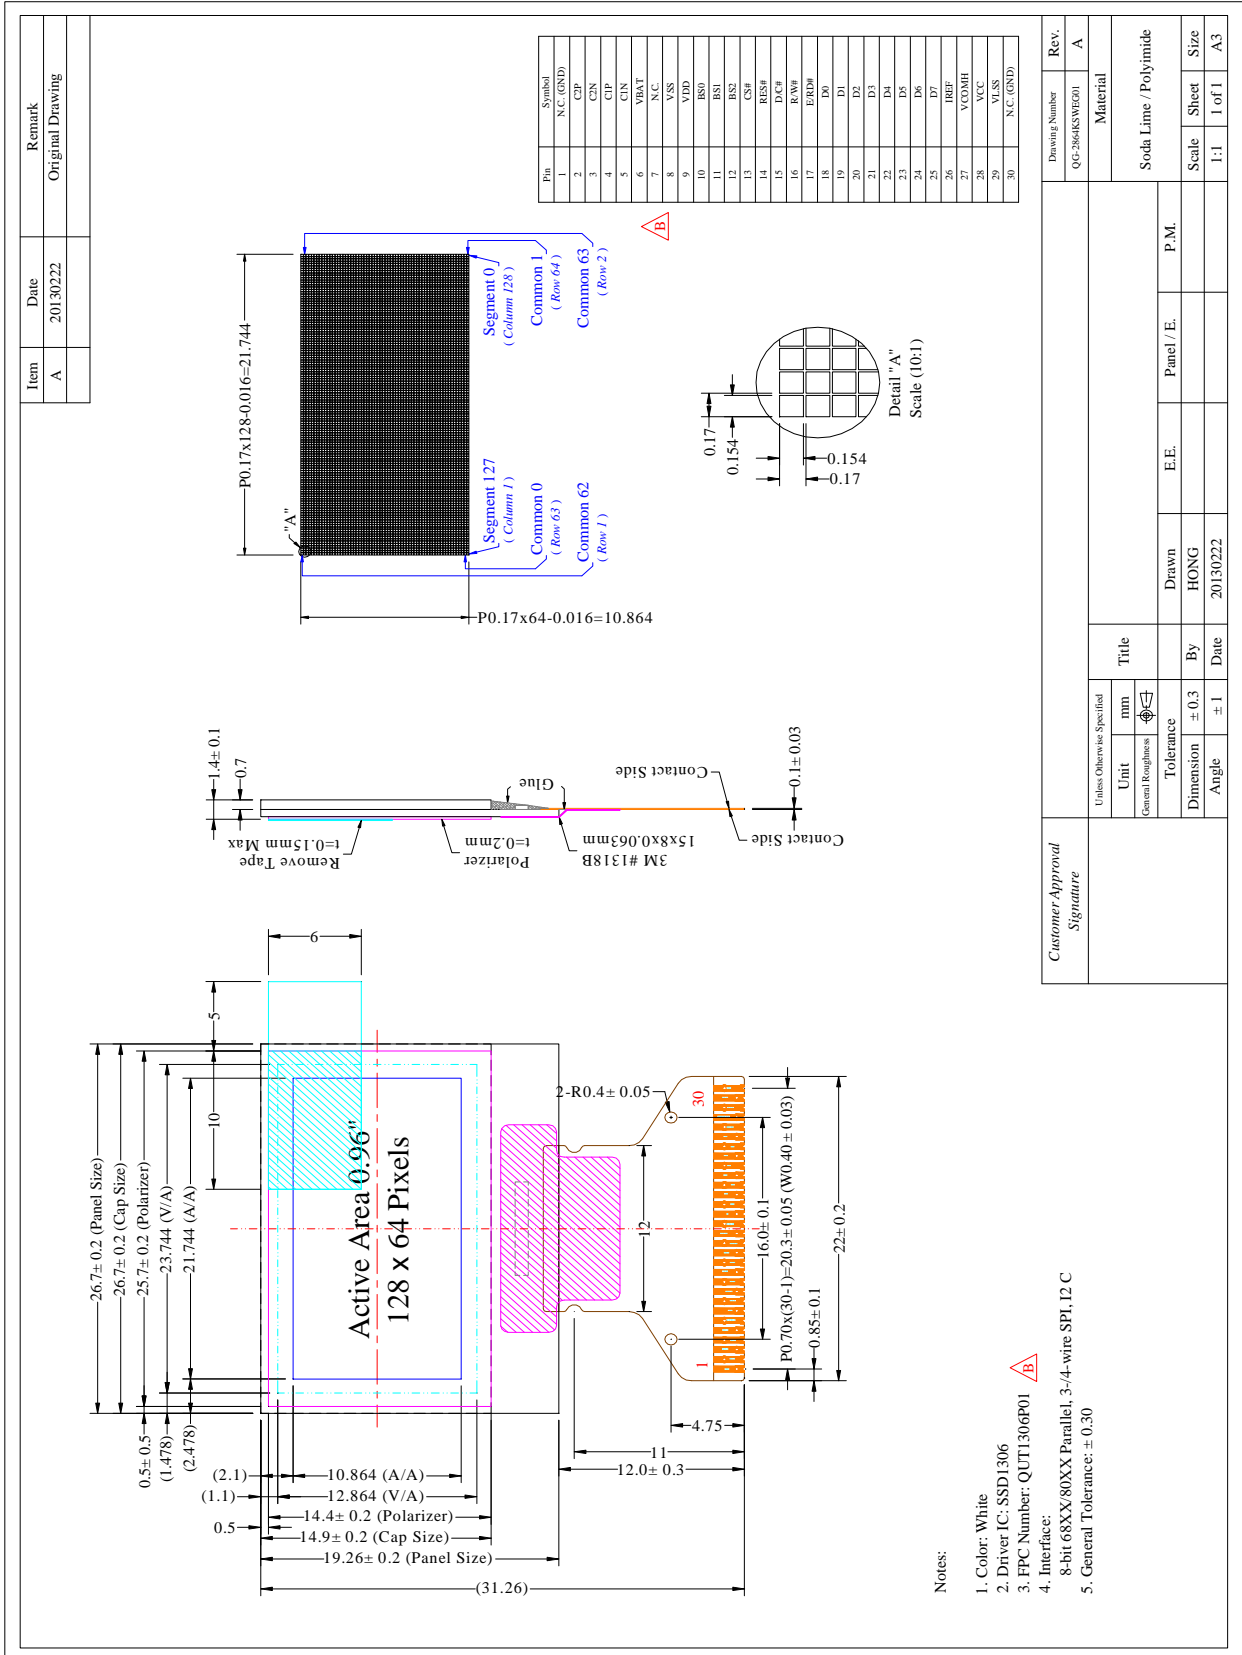 Item Date Remark
A 20130222 Original Drawing
26.7± 0.2 (Panel Size)
26.7± 0.2 (Cap Size)
25.7± 0.2 (Polarizer)
23.744 (V/A)
21.744 (A/A)
0.5± 0.5
(1.478)
(2.478)
10
5
6
(2.1)
10.864 (A/A)
(1.1)
12.864 (V/A)
0.5
14.4± 0.2 (Polarizer)
14.9± 0.2 (Cap Size)
19.26± 0.2 (Panel Size)
(31.26)
Active Area 0.96"
128 x 64 Pixels
2-R0.4± 0.05
12
16.0± 0.1
P0.70x(30-1)=20.3± 0.05 (W0.40 ± 0.03)
0.85± 0.1
22± 0.2
4.75
11
12.0± 0.3
1
30
1.4± 0.1
0.7
Remove Tape
t=0.15mm Max
Polarizer
t=0.2mm
3M #1318B
15x8x0.063mm
Glue
Contact Side
Contact Side
0.1± 0.03
P0.17x128-0.016=21.744
"A"
P0.17x64-0.016=10.864
Segment 127
( Column 1 )
Common 0
( Row 63 )
Common 62
( Row 1 )
Segment 0
( Column 128 )
Common 1
( Row 64 )
Common 63
( Row 2 )
0.17
0.154
0.154
0.17
Detail "A"
Scale (10:1)
B
Pin Symbol
1 N.C. (GND)
2 C2P
3 C2N
4 C1P
5 C1N
6 VBAT
7 N.C.
8 VSS
9 VDD
10 BS0
11 BS1
12 BS2
13 CS#
14 RES#
15 D/C#
16 R/W#
17 E/RD#
18 D0
19 D1
20 D2
21 D3
22 D4
23 D5
24 D6
25 D7
26 IREF
27 VCOMH
28 VCC
29 VLSS
30 N.C. (GND)
Notes:
1. Color: White
2. Driver IC: SSD1306
3. FPC Number: QUT1306P01
B
4. Interface:
8-bit 68XX/80XX Parallel, 3-/4-wire SPI, I2 C
5. General Tolerance: ± 0.30
Customer Approval
Signature
Unless Otherwise Specified
Unit mm
General Roughness
Tolerance
Dimension ± 0.3
Angle ± 1
Title
By
Date
Drawn
HONG
20130222
E.E.
Panel / E.
P.M.
Drawing Number Rev.
QG-2864KSWEG01 A
Material
Soda Lime / Polyimide
Scale Sheet Size
1:1 1 of 1 A3